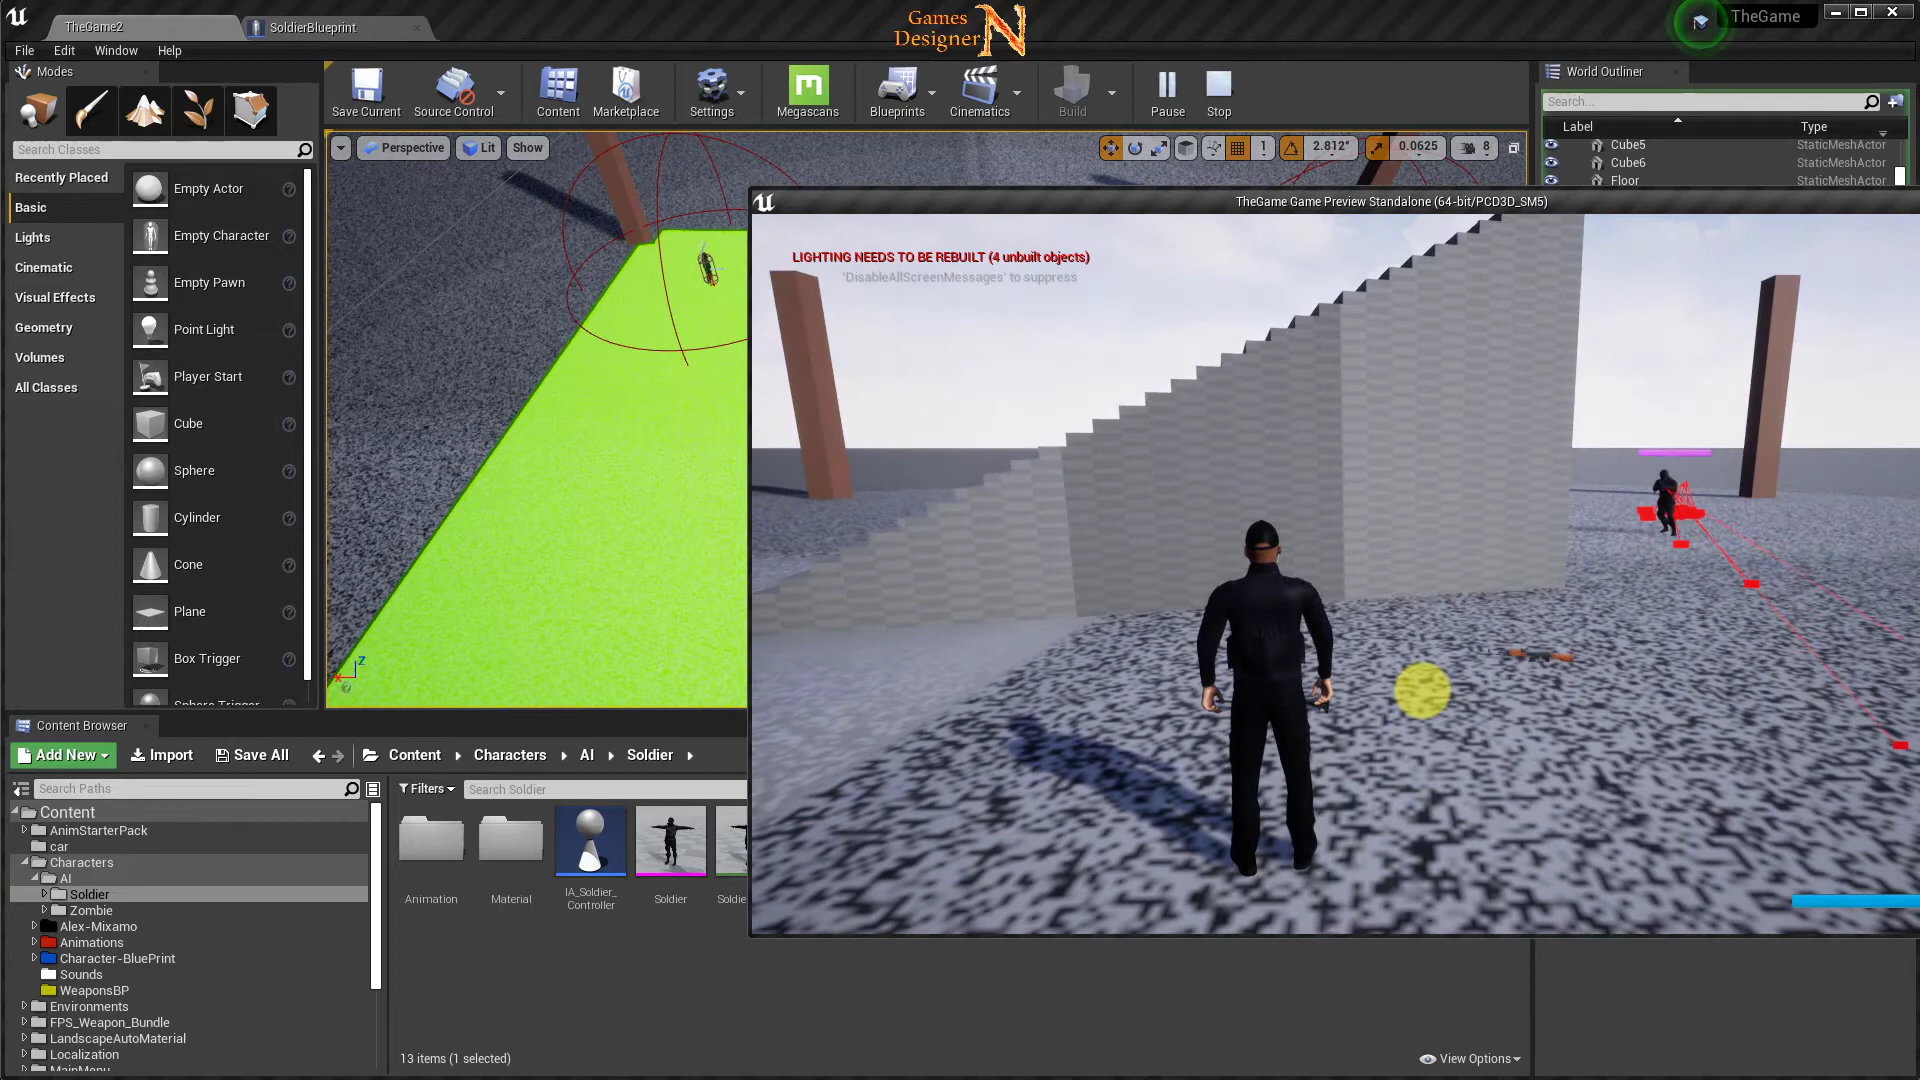 TheGame2
SoldierBlueprint
Games
Designer
N
TheGame
File
Edit
Window
Help
Modes
Save Current
Source Control
Content
Marketplace
Settings
Megascans
Blueprints
Cinematics
Build
Pause
Stop
World Outliner
Search...
Label
Type
Cube5
StaticMeshActor
Cube6
StaticMeshActor
Floor
StaticMeshActor
Search Classes
Perspective
Lit
Show
1
2.812°
0.0625
8
Recently Placed
Basic
Lights
Cinematic
Visual Effects
Geometry
Volumes
All Classes
Empty Actor
Empty Character
Empty Pawn
Point Light
Player Start
Cube
Sphere
Cylinder
Cone
Plane
Box Trigger
Sphere Trigger
Z
X
TheGame Game Preview Standalone (64-bit/PCD3D_SM5)
LIGHTING NEEDS TO BE REBUILT (4 unbuilt objects)
'DisableAllScreenMessages' to suppress
Content Browser
Add New
Import
Save All
Content
Characters
AI
Soldier
Search Paths
Filters
Search Soldier
Content
AnimStarterPack
car
Characters
AI
Soldier
Zombie
Alex-Mixamo
Animations
Character-BluePrint
Sounds
WeaponsBP
Environments
FPS_Weapon_Bundle
LandscapeAutoMaterial
Localization
MainMenu
Animation
Material
IA_Soldier_
Controller
Soldier
Soldie
13 items (1 selected)
View Options